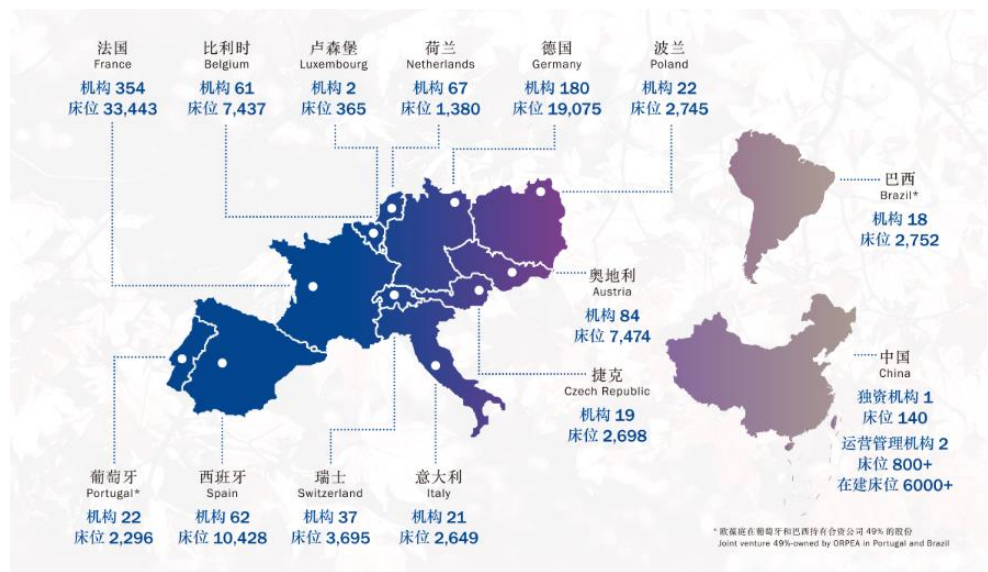 法国
France
机构 354
床位 33,443
比利时
Belgium
机构 61
床位 7,437
卢森堡
Luxembourg
机构 2
床位 365
荷兰
Netherlands
机构 67
床位 1,380
德国
Germany
机构 180
床位 19,075
波兰
Poland
机构 22
床位 2,745
巴西
Brazil*
机构 18
床位 2,752
奥地利
Austria
机构 84
床位 7,474
捷克
Czech Republic
机构 19
床位 2,698
中国
China
独资机构 1
床位 140
运营管理机构 2
床位 800+
在建床位 6000+
葡萄牙
Portugal*
机构 22
床位 2,296
西班牙
Spain
机构 62
床位 10,428
瑞士
Switzerland
机构 37
床位 3,695
意大利
Italy
机构 21
床位 2,649
* 欧葆庭在葡萄牙和巴西持有合资公司 49% 的股份
Joint venture 49%-owned by ORPEA in Portugal and Brazil